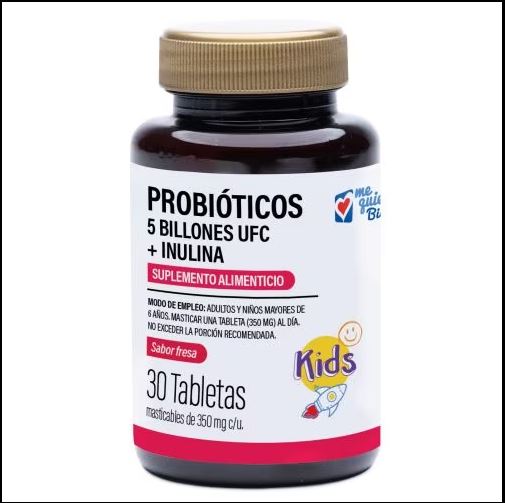 PROBIÓTICOS
5 BILLONES UFC
+ INULINA
SUPLEMENTO ALIMENTICIO
MODO DE EMPLEO: ADULTOS Y NIÑOS MAYORES DE
6 AÑOS. MASTICAR UNA TABLETA (350 MG) AL DÍA.
NO EXCEDER LA PORCIÓN RECOMENDADA.
Sabor fresa
30 Tabletas
masticables de 350 mg c/u.
me
Kids